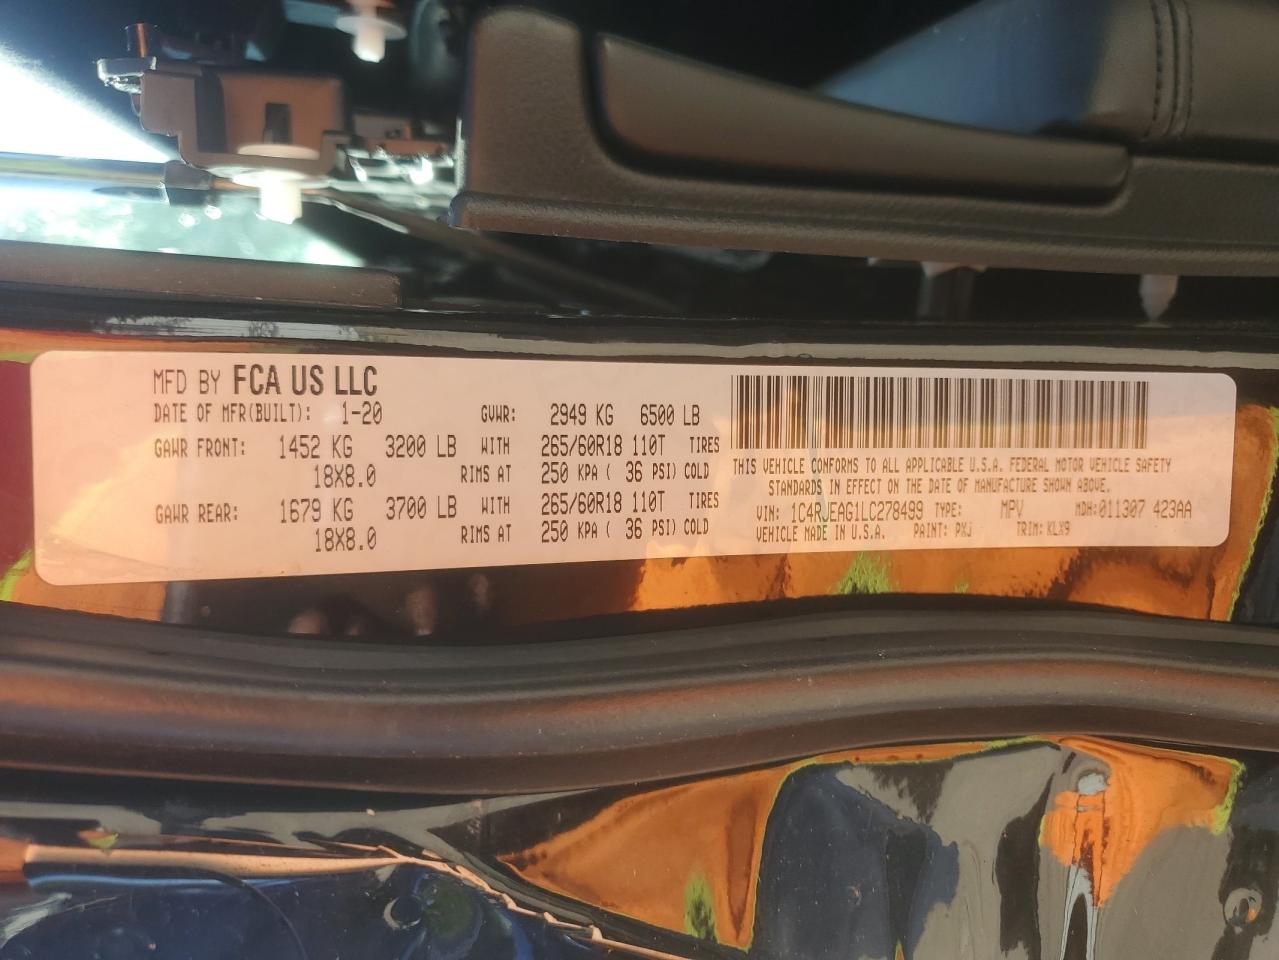 MFD BY FCA US LLC
DATE OF MFR(BUILT): 1-20 GVWR: 2949 KG 6500 LB
GAWR FRONT: 1452 KG 3200 LB WITH 265/60R18 110T TIRES
18X8.0 RIMS AT 250 KPA ( 36 PSI) COLD
GAWR REAR: 1679 KG 3700 LB WITH 265/60R18 110T TIRES
18X8.0 RIMS AT 250 KPA ( 36 PSI) COLD
THIS VEHICLE CONFORMS TO ALL APPLICABLE U.S.A. FEDERAL MOTOR VEHICLE SAFETY
STANDARDS IN EFFECT ON THE DATE OF MANUFACTURE SHOWN ABOVE.
VIN: 1C4RJEAG1LC278499 TYPE: MPV MDH:011307 423AA
VEHICLE MADE IN U.S.A. PAINT: PXJ TRIM: KLX9